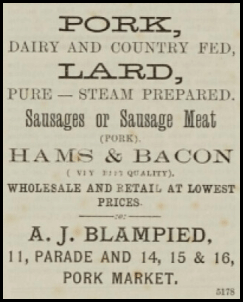 PORK,
DAIRY AND COUNTRY FED,
LARD,
PURE — STEAM PREPARED.
Sausages or Sausage Meat
(PORK).
HAMS & BACON
QUALITY).
WHOLESALE AND RETAIL AT LOWEST
PRICES.
A. J. BLAMPIED,
11, PARADE AND 14, 15 & 16,
PORK MARKET.
5178